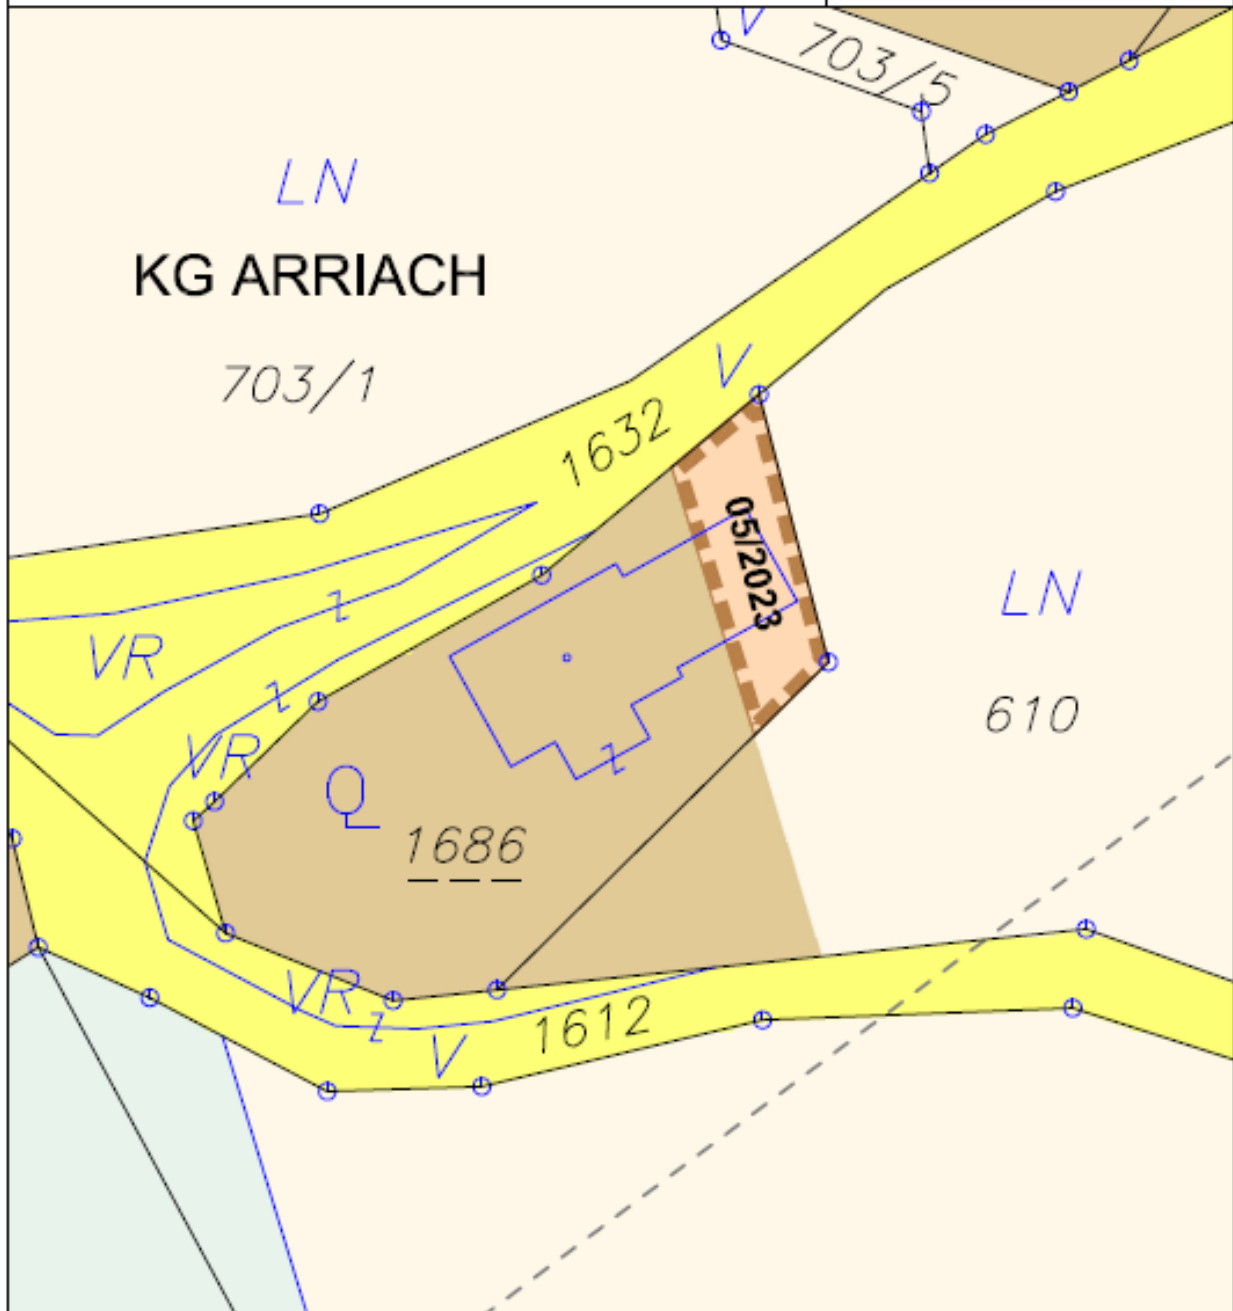 V
703/5
LN
KG ARRIACH
703/1
V
1632
05/2023
LN
z
VR
z
610
VR
z
Q
1686
VR
z
1612
V